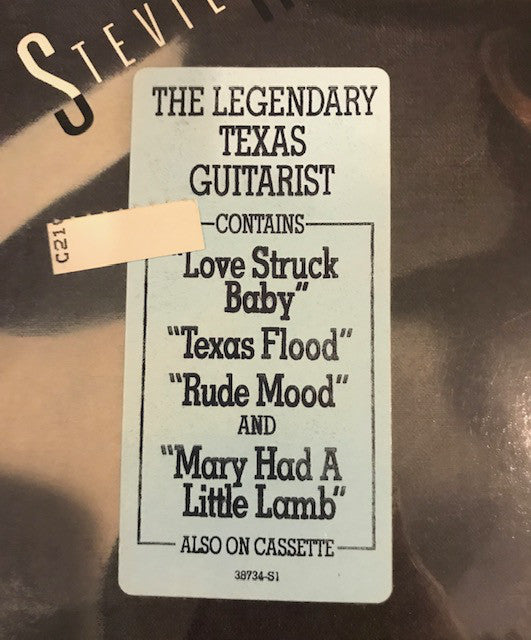 STEVIE
THE LEGENDARY
TEXAS
GUITARIST
CONTAINS
"Love Struck
Baby"
"Texas Flood"
"Rude Mood"
AND
"Mary Had A
Little Lamb"
ALSO ON CASSETTE
38734-S1
C21